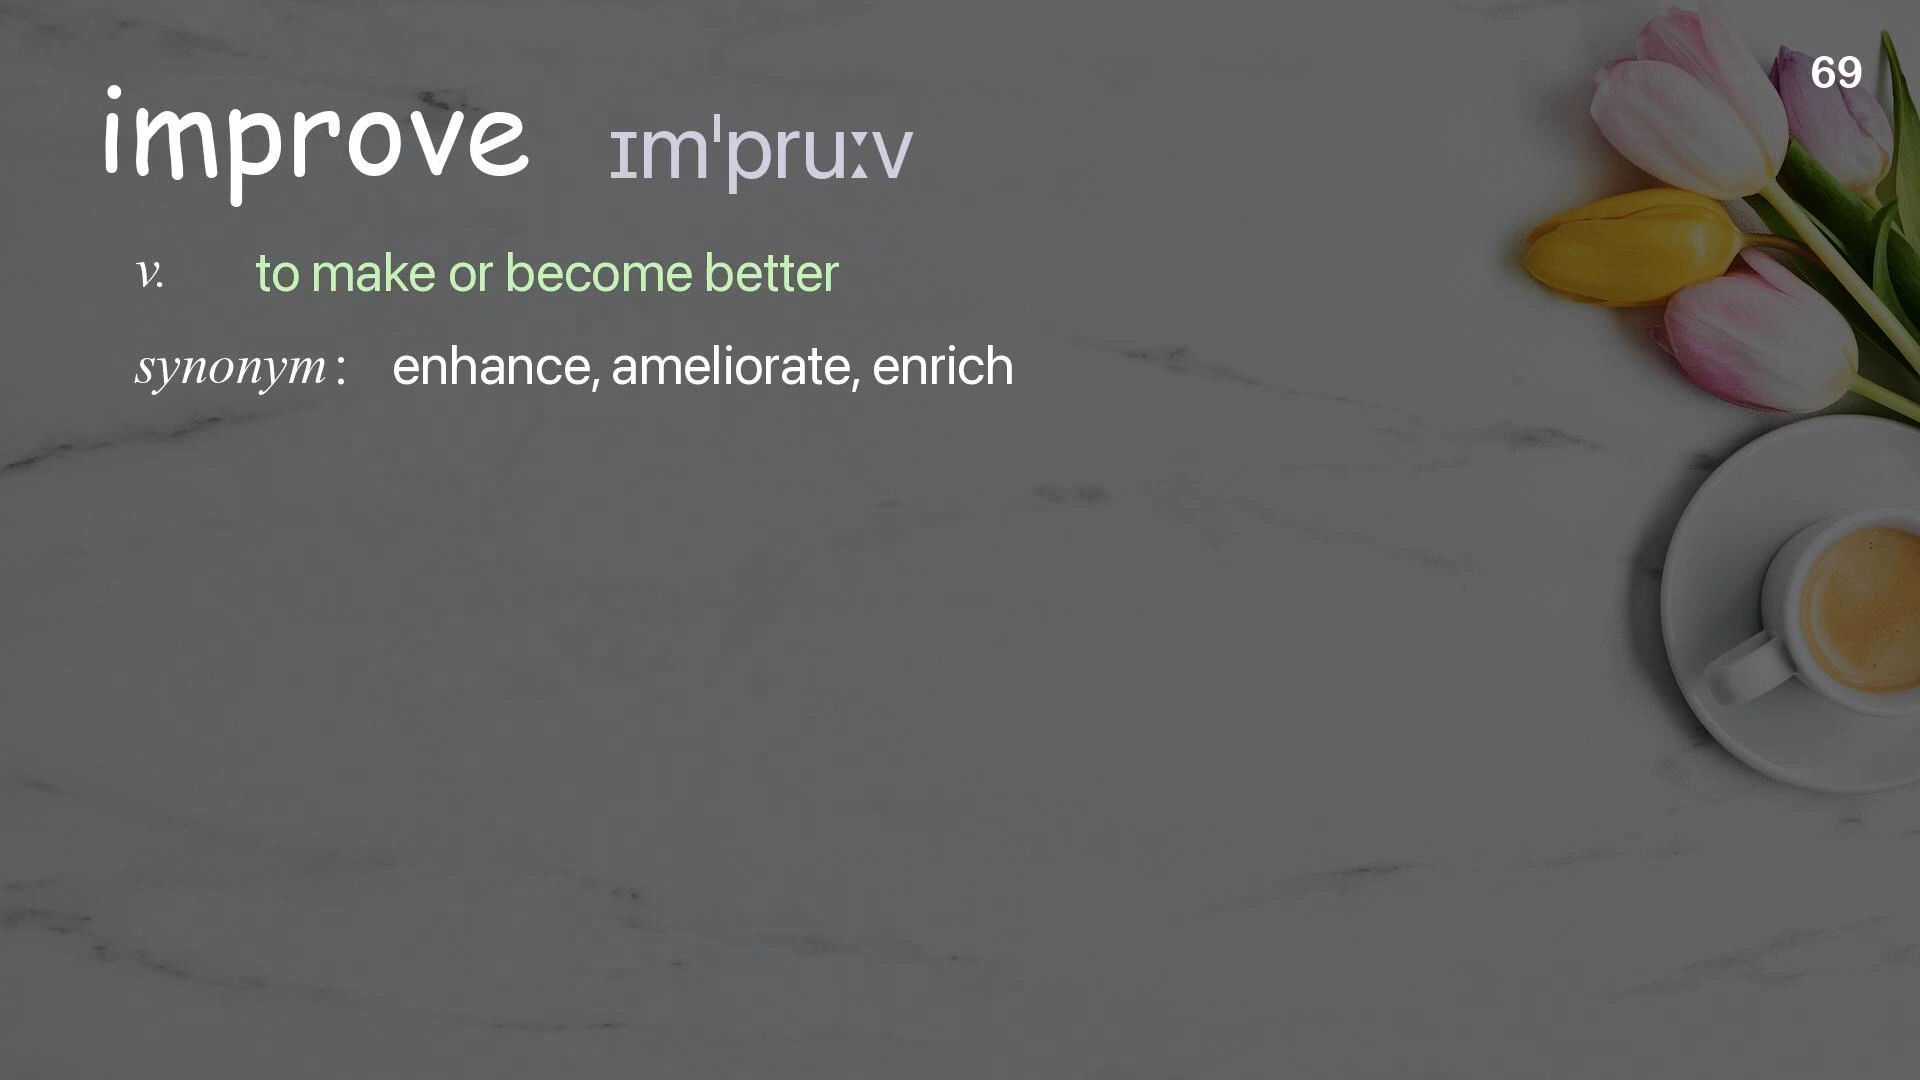 69
improve ɪmˈpruːv
v. to make or become better
synonym : enhance, ameliorate, enrich